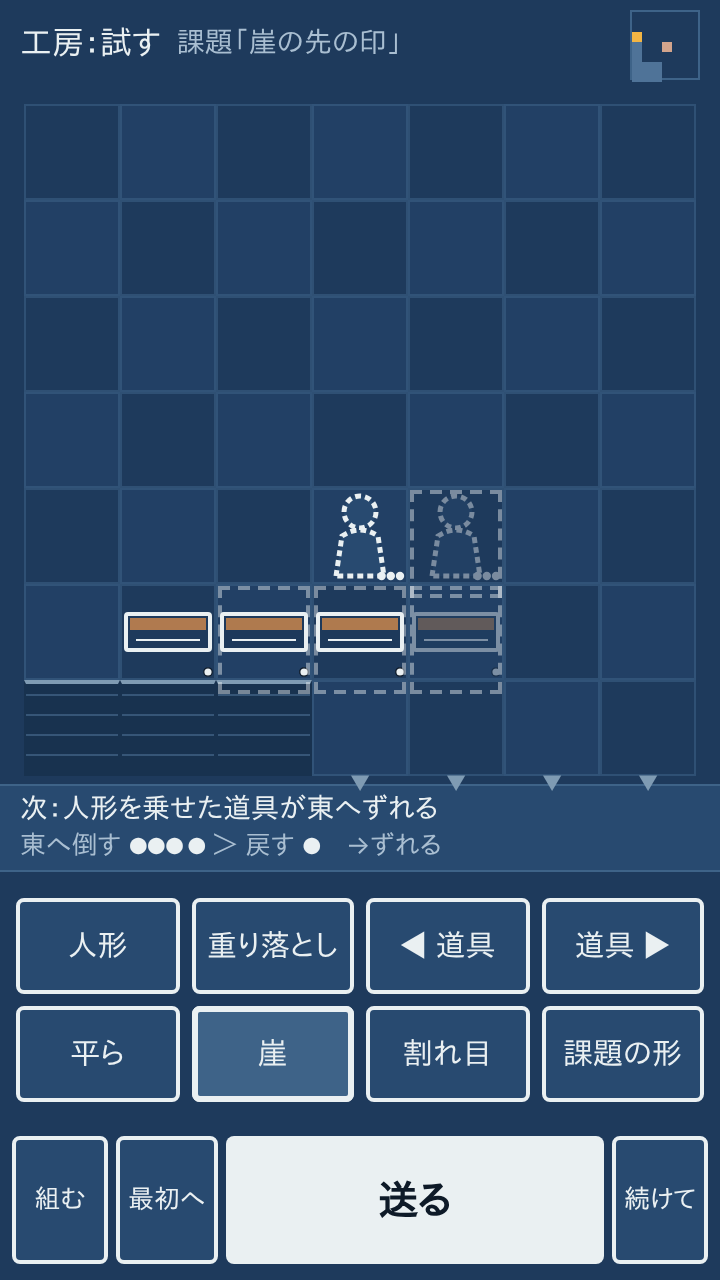 工房:試す 課題「崖の先の印」
次:人形を乗せた道具が東へずれる
東へ倒す ●●●● > 戻す ● →ずれる
人形 重り落とし ◀ 道具 道具 ▶
平ら 崖 割れ目 課題の形
組む 最初へ 送る 続けて